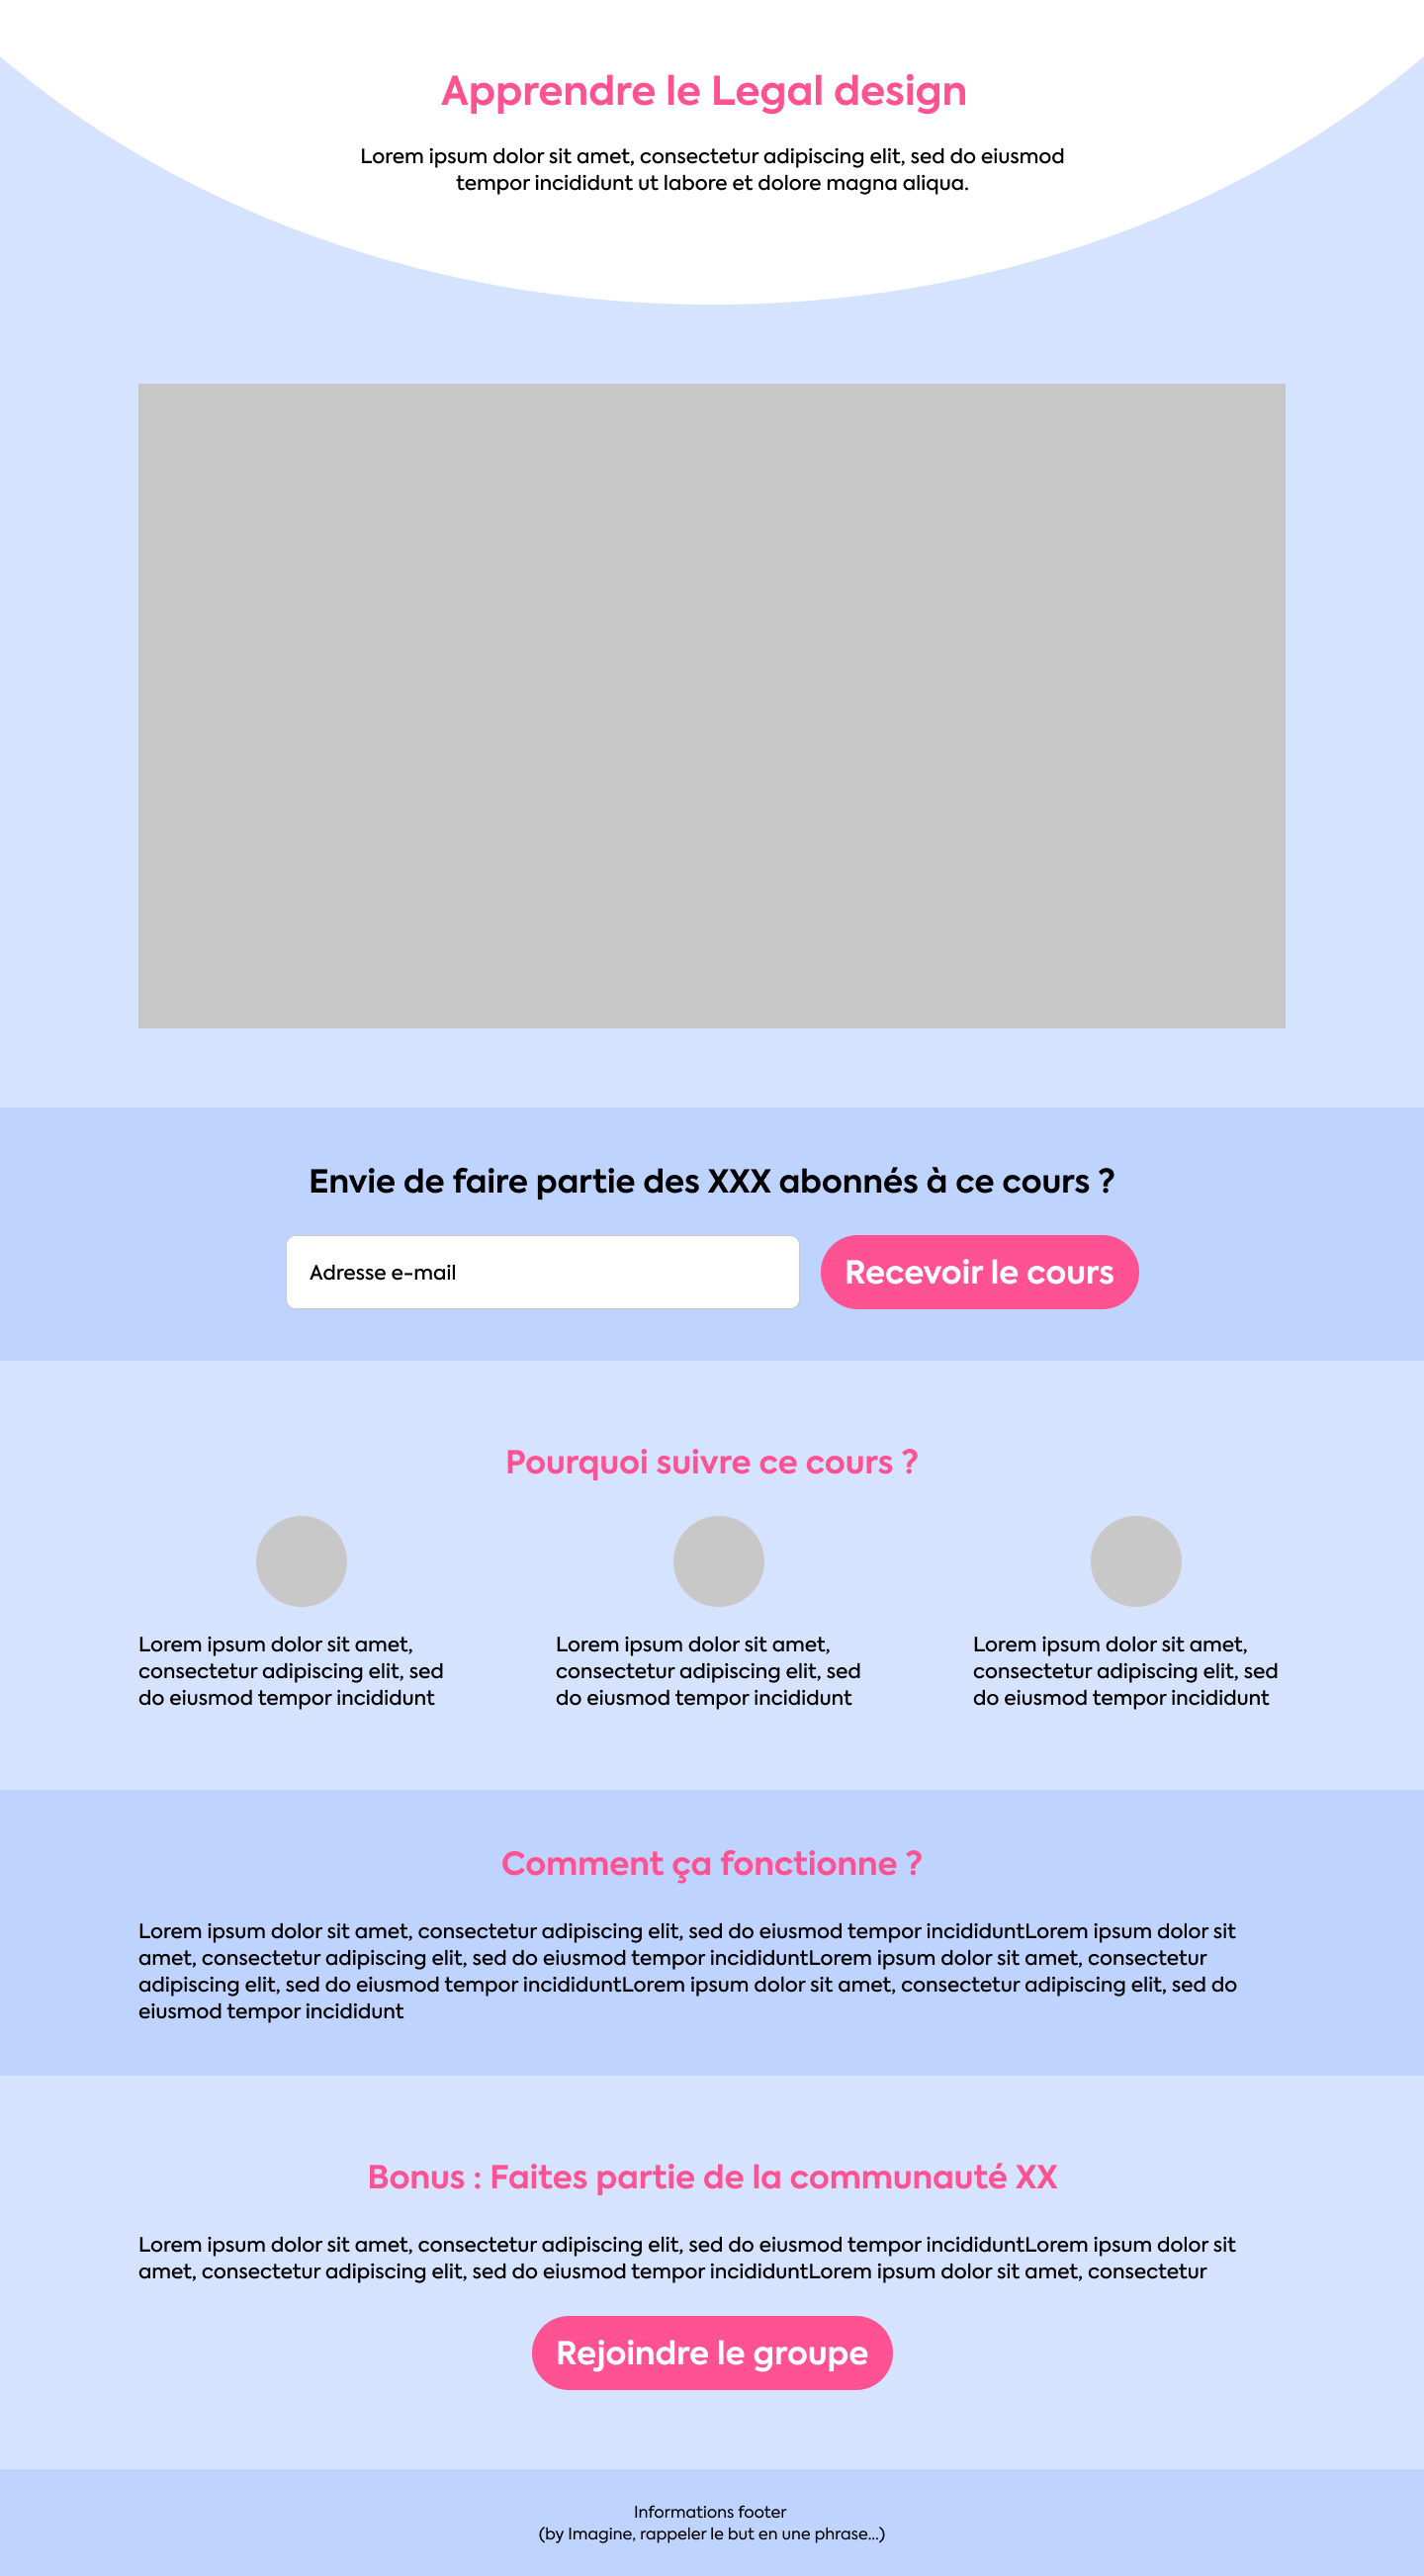 Apprendre le Legal design
Lorem ipsum dolor sit amet, consectetur adipiscing elit, sed do eiusmod
tempor incididunt ut labore et dolore magna aliqua.
Envie de faire partie des XXX abonnés à ce cours ?
Adresse e-mail
Recevoir le cours
Pourquoi suivre ce cours ?
Lorem ipsum dolor sit amet,
consectetur adipiscing elit, sed
do eiusmod tempor incididunt
Lorem ipsum dolor sit amet,
consectetur adipiscing elit, sed
do eiusmod tempor incididunt
Lorem ipsum dolor sit amet,
consectetur adipiscing elit, sed
do eiusmod tempor incididunt
Comment ça fonctionne ?
Lorem ipsum dolor sit amet, consectetur adipiscing elit, sed do eiusmod tempor incididuntLorem ipsum dolor sit
amet, consectetur adipiscing elit, sed do eiusmod tempor incididuntLorem ipsum dolor sit amet, consectetur
adipiscing elit, sed do eiusmod tempor incididuntLorem ipsum dolor sit amet, consectetur adipiscing elit, sed do
eiusmod tempor incididunt
Bonus : Faites partie de la communauté XX
Lorem ipsum dolor sit amet, consectetur adipiscing elit, sed do eiusmod tempor incididuntLorem ipsum dolor sit
amet, consectetur adipiscing elit, sed do eiusmod tempor incididuntLorem ipsum dolor sit amet, consectetur
Rejoindre le groupe
Informations footer
(by Imagine, rappeler le but en une phrase...)